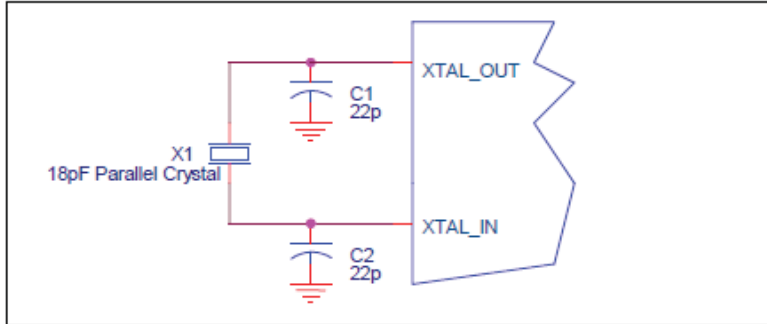 XTAL_OUT
C1
22p
X1
18pF Parallel Crystal
XTAL_IN
C2
22p